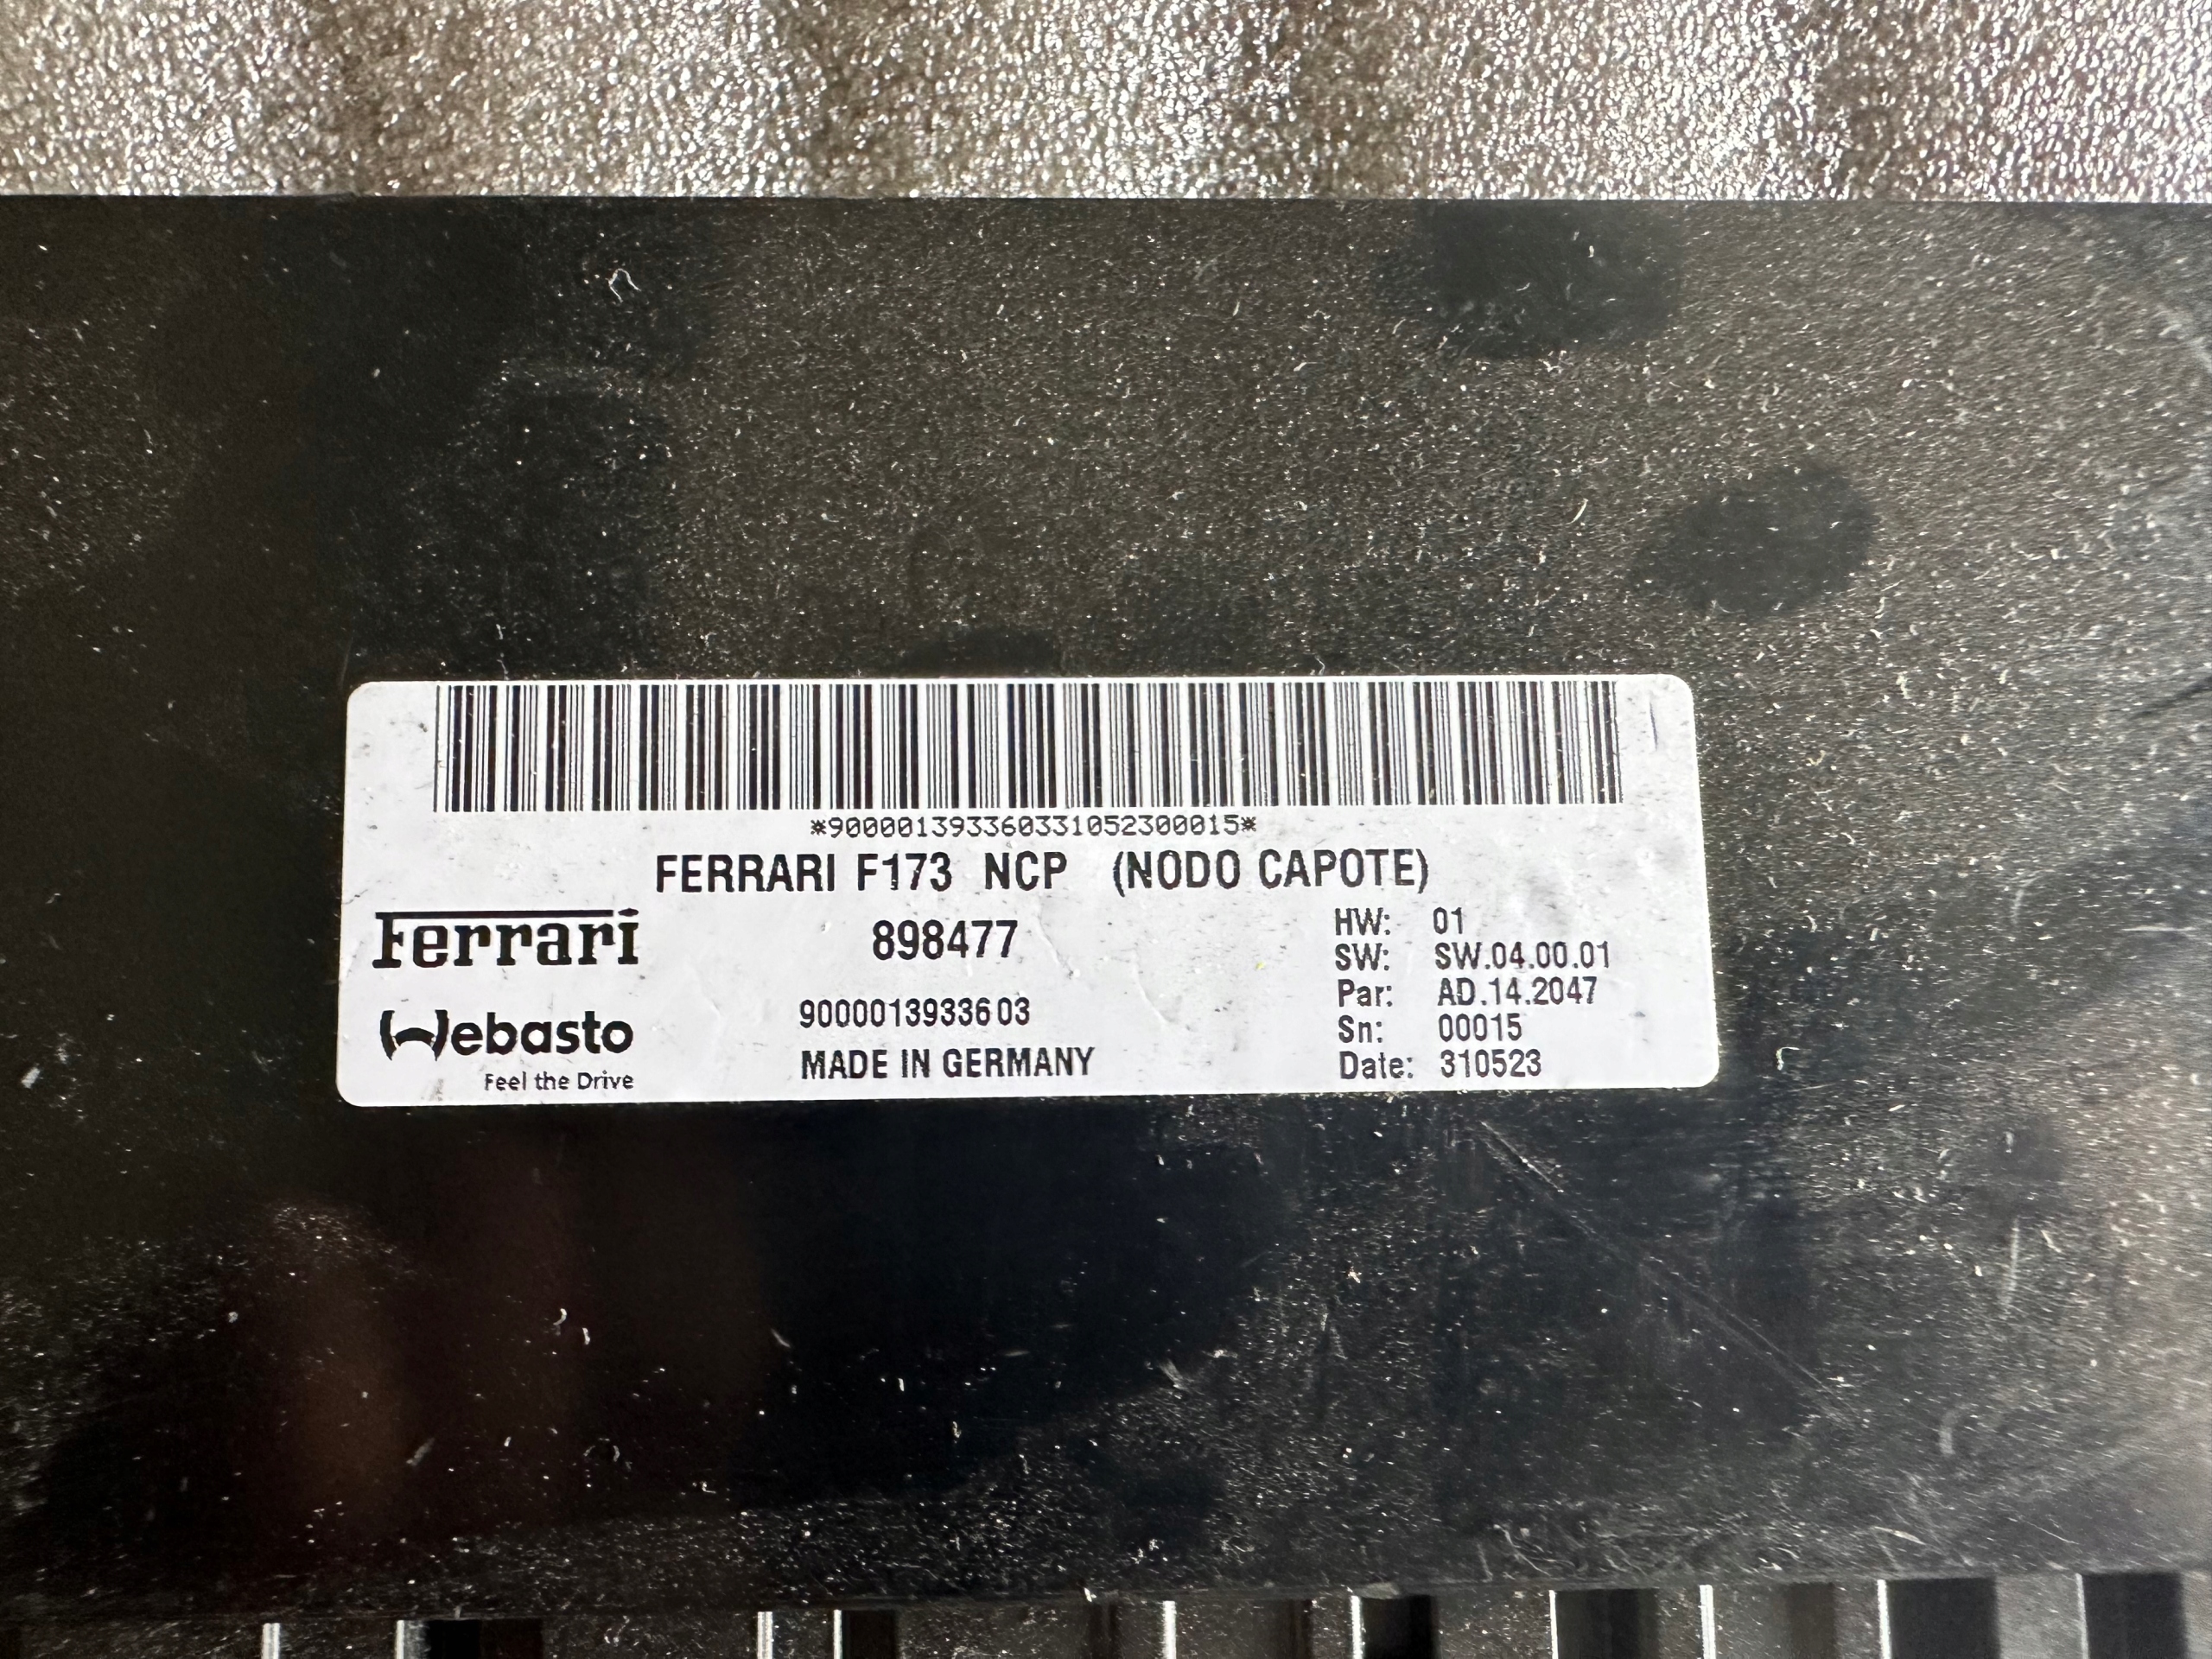 *900001393360331052300015*
FERRARI F173 NCP (NODO CAPOTE)
Ferrari
Webasto
Feel the Drive
898477
9000013933603
MADE IN GERMANY
HW: 01
SW: SW.04.00.01
Par: AD.14.2047
Sn: 00015
Date: 310523